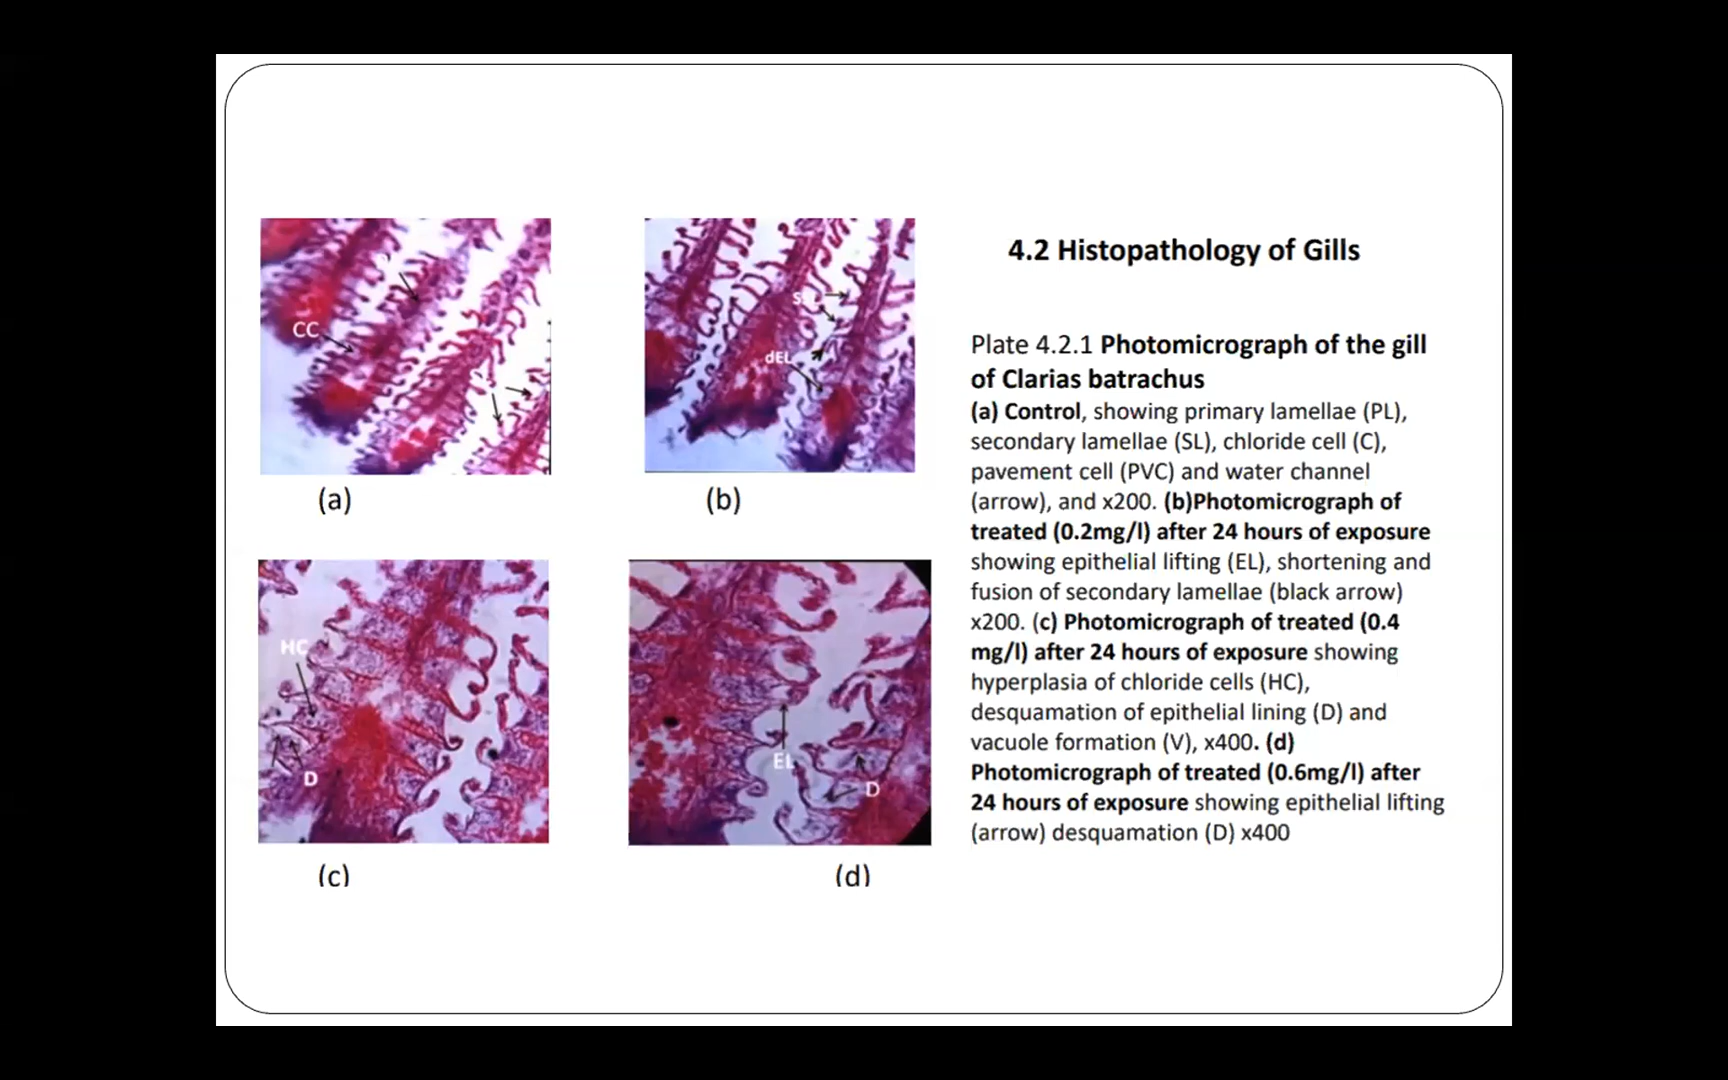 4.2 Histopathology of Gills
CC
dEL
(a)
(b)
HC
D
EL
D
(c)
(d)
Plate 4.2.1 Photomicrograph of the gill
of Clarias batrachus
(a) Control, showing primary lamellae (PL),
secondary lamellae (SL), chloride cell (C),
pavement cell (PVC) and water channel
(arrow), and x200. (b)Photomicrograph of
treated (0.2mg/l) after 24 hours of exposure
showing epithelial lifting (EL), shortening and
fusion of secondary lamellae (black arrow)
x200. (c) Photomicrograph of treated (0.4
mg/l) after 24 hours of exposure showing
hyperplasia of chloride cells (HC),
desquamation of epithelial lining (D) and
vacuole formation (V), x400. (d)
Photomicrograph of treated (0.6mg/l) after
24 hours of exposure showing epithelial lifting
(arrow) desquamation (D) x400